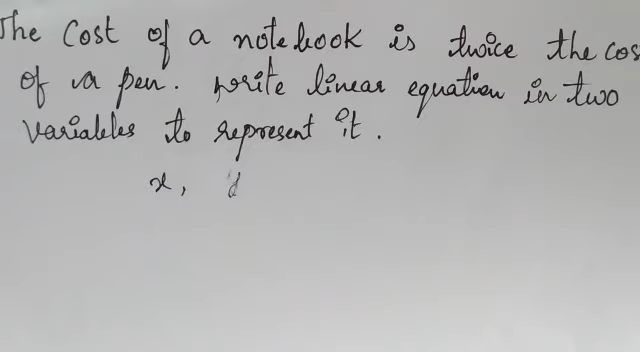 The Cost of a notebook is twice the cos
of a pen. write linear equation in two
variables to represent it.
x,